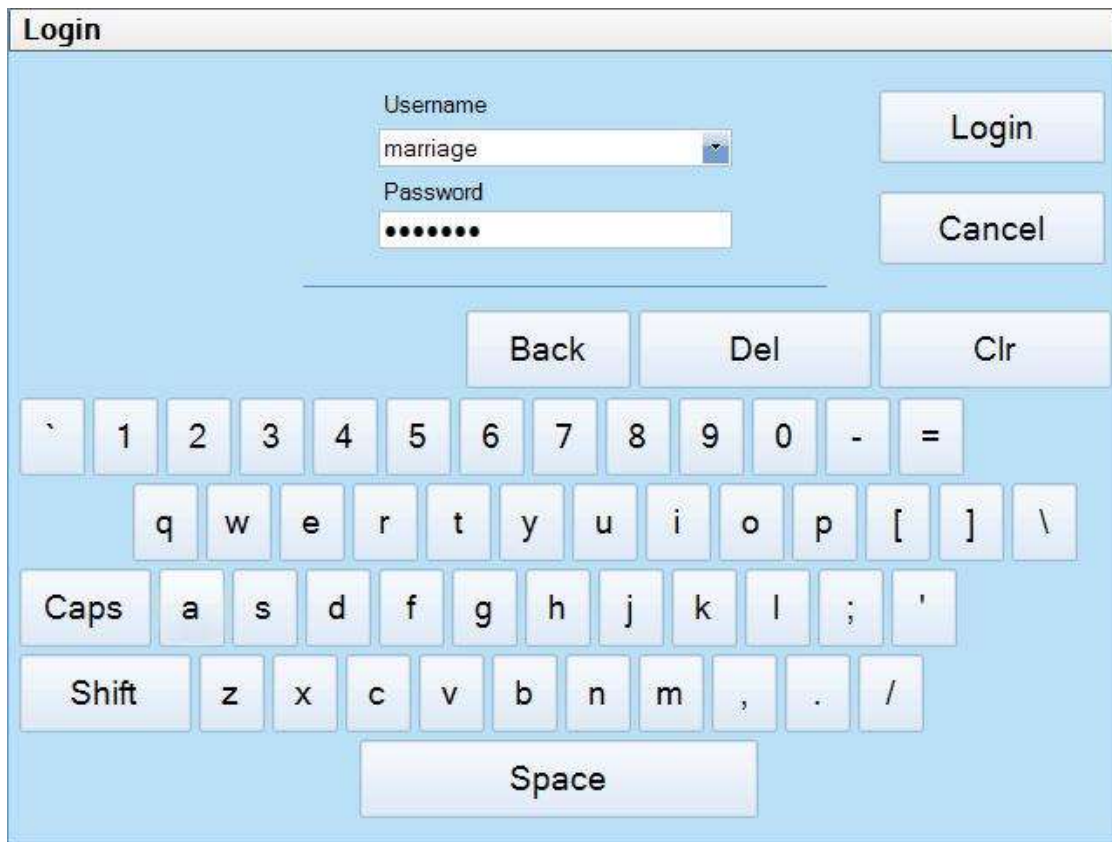 Login
Username
Login
marriage
Password
•••••••
Cancel
Back Del Clr
` 1 2 3 4 5 6 7 8 9 0 - =
q w e r t y u i o p [ ] \
Caps a s d f g h j k l ; '
Shift z x c v b n m , . /
Space